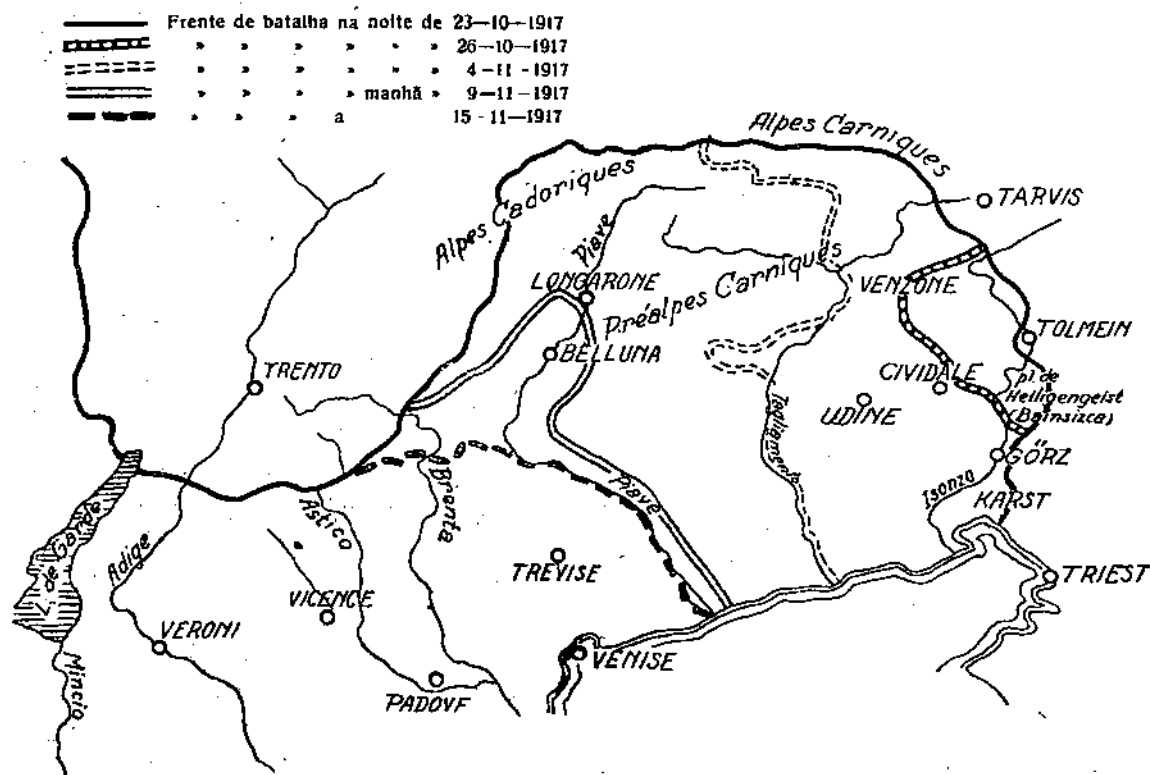 Frente de batalha na noite de 23—10—1917
» » » » » » 26—10—1917
» » » » » » 4—11-1917
» » » » manhã » 9—11—1917
» » » a 15-11—1917
Alpes Carniques
Alpes Carniques
Alpes Cadoriques
TARVIS
Piave
LONGARONE
Préalpes Carniques
VENZONE
TOLMEIN
BELLUNA
TRENTO
CIVIDALE
pl. de
Heiligengeist
(Bainsizca)
UDINE
Tagliamento
GÖRZ
Isonzo
KARST
Piave
Brenta
Astico
L. de Garde
Adige
TREVISE
TRIEST
VICENCE
VERONI
VENISE
Mincio
PADOVF